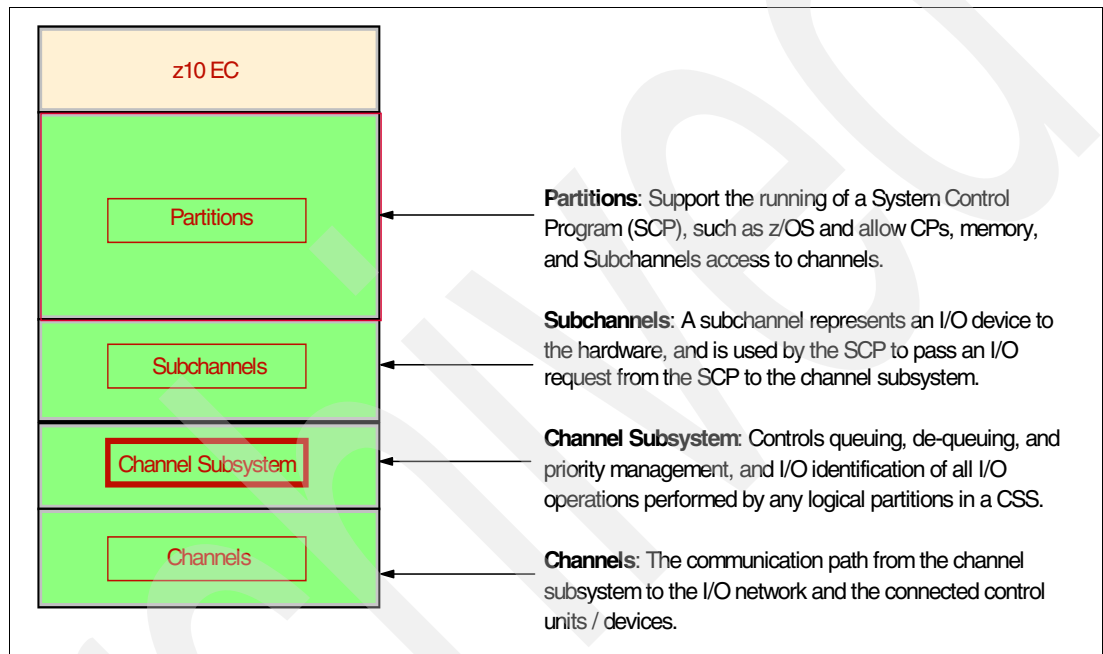 z10 EC
Partitions
Partitions: Support the running of a System Control
Program (SCP), such as z/OS and allow CPs, memory,
and Subchannels access to channels.
Subchannels
Subchannels: A subchannel represents an I/O device to
the hardware, and is used by the SCP to pass an I/O
request from the SCP to the channel subsystem.
Channel Subsystem
Channel Subsystem: Controls queuing, de-queuing, and
priority management, and I/O identification of all I/O
operations performed by any logical partitions in a CSS.
Channels
Channels: The communication path from the channel
subsystem to the I/O network and the connected control
units / devices.